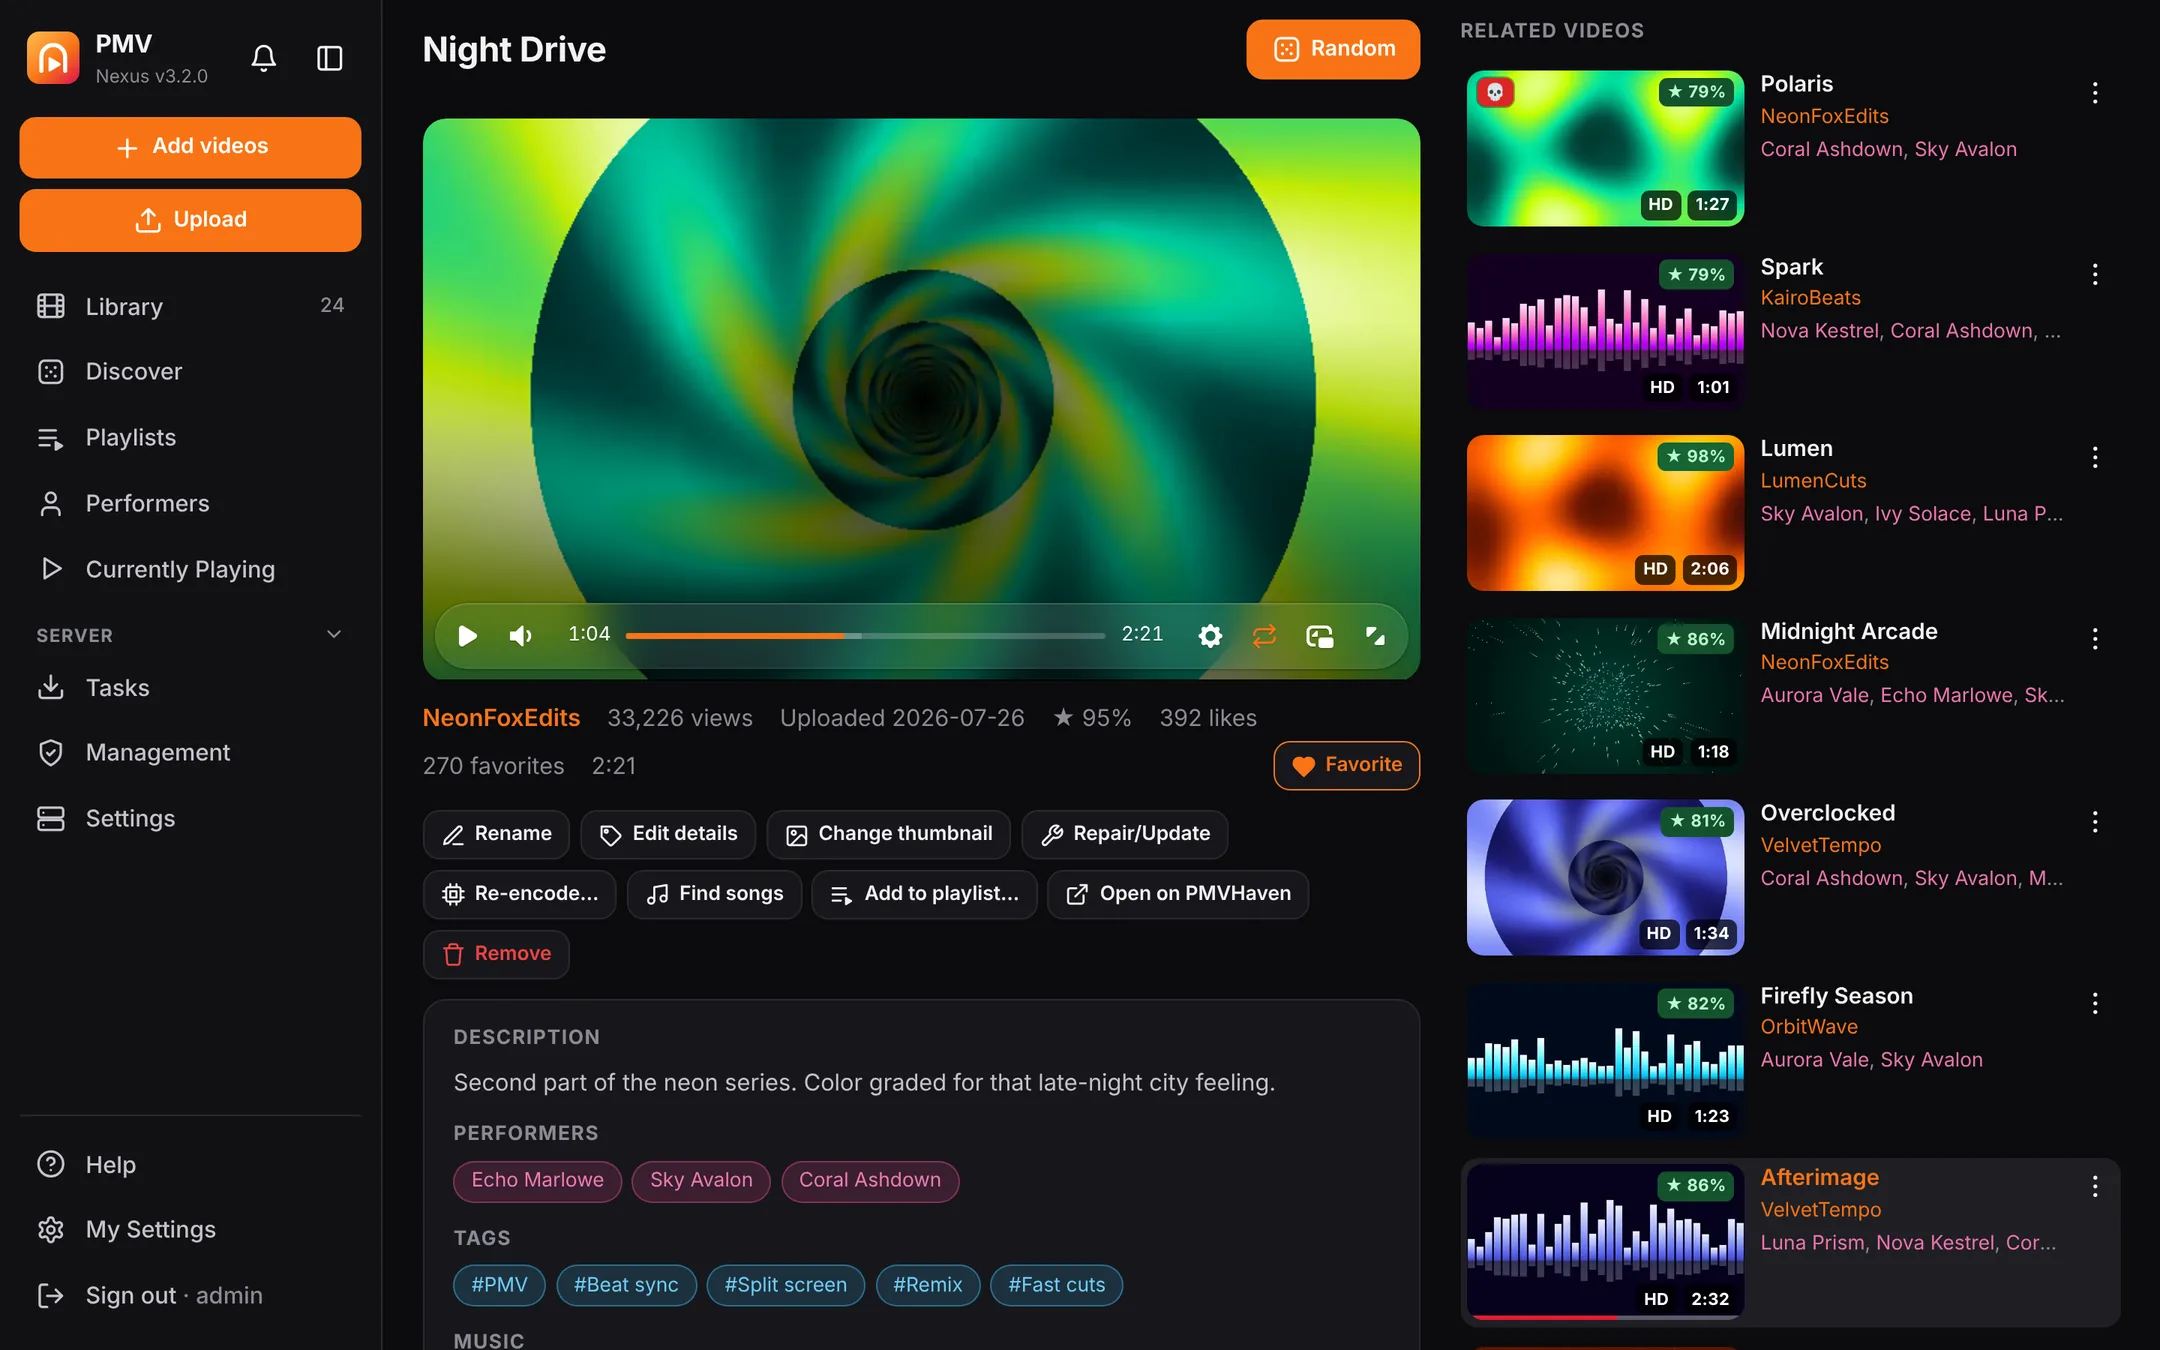 PMV
Nexus v3.2.0
Add videos
Upload
Library 24
Discover
Playlists
Performers
Currently Playing
SERVER
Tasks
Management
Settings
Help
My Settings
Sign out · admin
Night Drive
Random
1:04 2:21
NeonFoxEdits 33,226 views Uploaded 2026-07-26 ★ 95% 392 likes
270 favorites 2:21
Favorite
Rename Edit details Change thumbnail Repair/Update
Re-encode... Find songs Add to playlist... Open on PMVHaven
Remove
DESCRIPTION
Second part of the neon series. Color graded for that late-night city feeling.
PERFORMERS
Echo Marlowe Sky Avalon Coral Ashdown
TAGS
#PMV #Beat sync #Split screen #Remix #Fast cuts
MUSIC
RELATED VIDEOS
★ 79%
HD 1:27
Polaris
NeonFoxEdits
Coral Ashdown, Sky Avalon
★ 79%
HD 1:01
Spark
KairoBeats
Nova Kestrel, Coral Ashdown, ...
★ 98%
HD 2:06
Lumen
LumenCuts
Sky Avalon, Ivy Solace, Luna P...
★ 86%
HD 1:18
Midnight Arcade
NeonFoxEdits
Aurora Vale, Echo Marlowe, Sk...
★ 81%
HD 1:34
Overclocked
VelvetTempo
Coral Ashdown, Sky Avalon, M...
★ 82%
HD 1:23
Firefly Season
OrbitWave
Aurora Vale, Sky Avalon
★ 86%
HD 2:32
Afterimage
VelvetTempo
Luna Prism, Nova Kestrel, Cor...